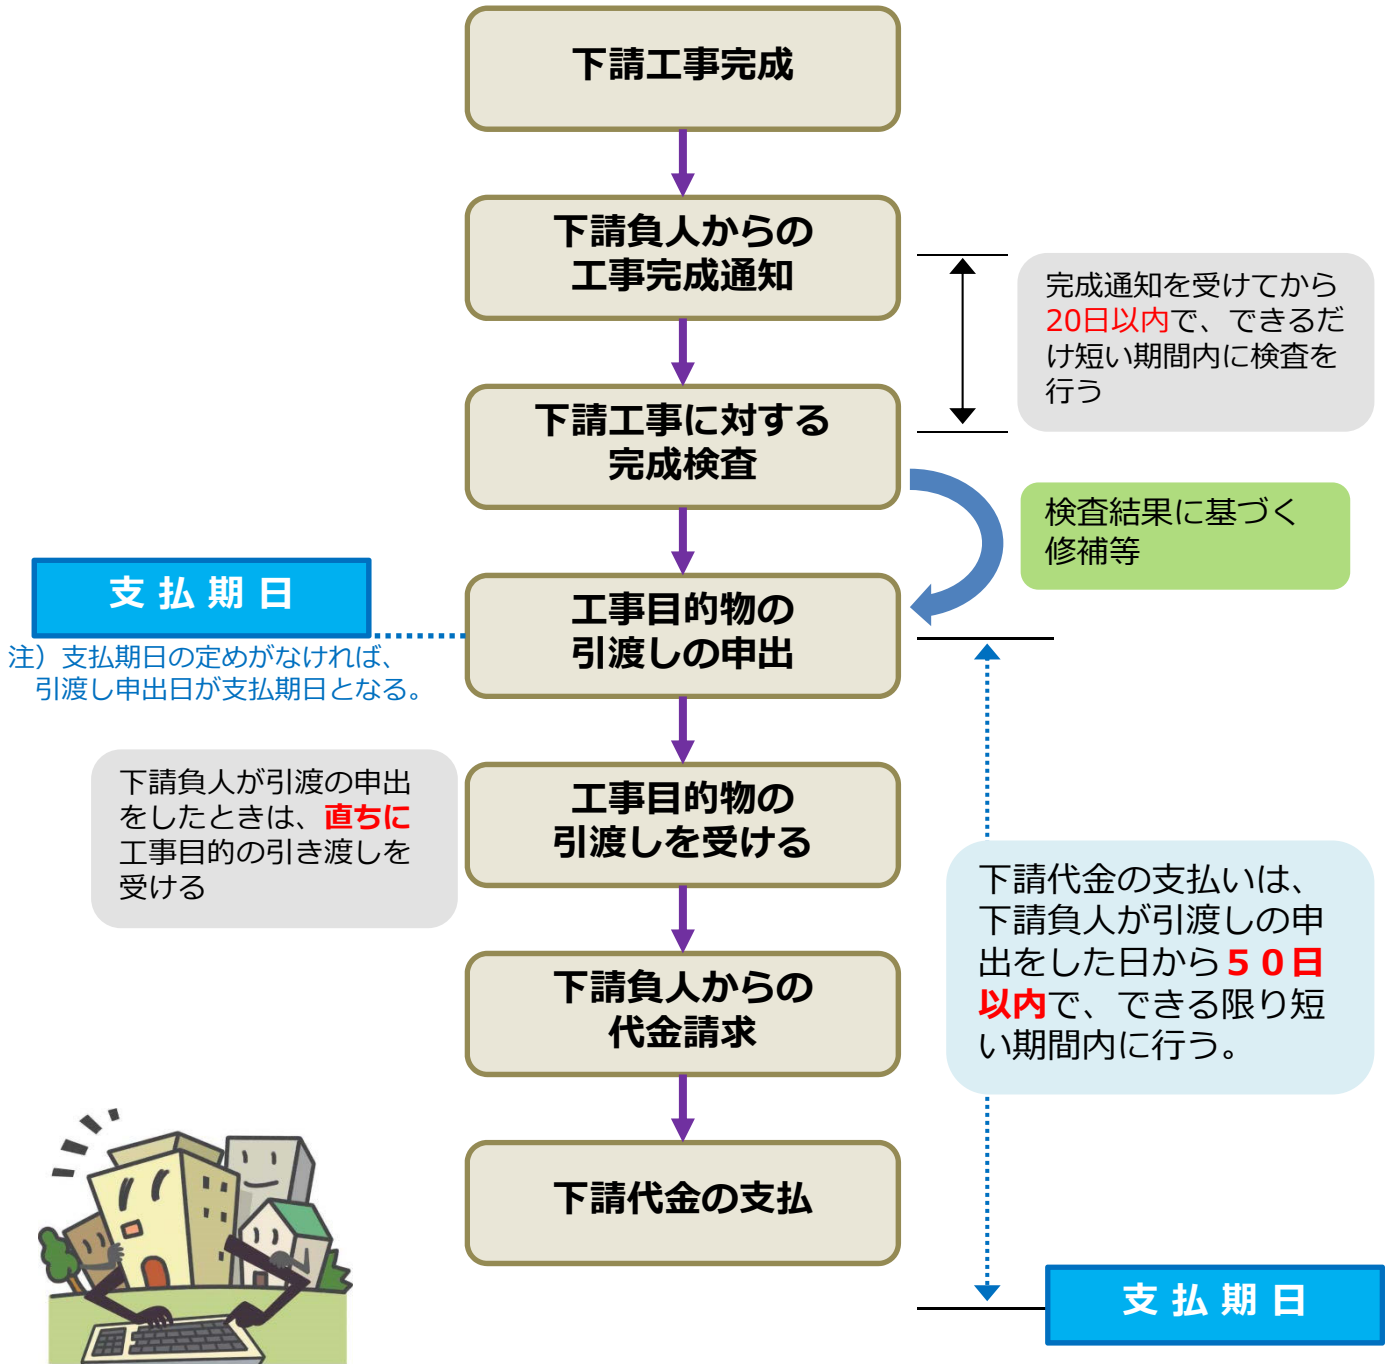 下請工事完成
下請負人からの
工事完成通知
完成通知を受けてから
20日以内で、できるだ
け短い期間内に検査を
行う
下請工事に対する
完成検査
検査結果に基づく
修補等
支払期日
注）支払期日の定めがなければ、
引渡し申出日が支払期日となる。
工事目的物の
引渡しの申出
下請負人が引渡の申出
をしたときは、直ちに
工事目的の引き渡しを
受ける
工事目的物の
引渡しを受ける
下請代金の支払いは、
下請負人が引渡しの申
出をした日から５０日
以内で、できる限り短
い期間内に行う。
下請負人からの
代金請求
下請代金の支払
支払期日